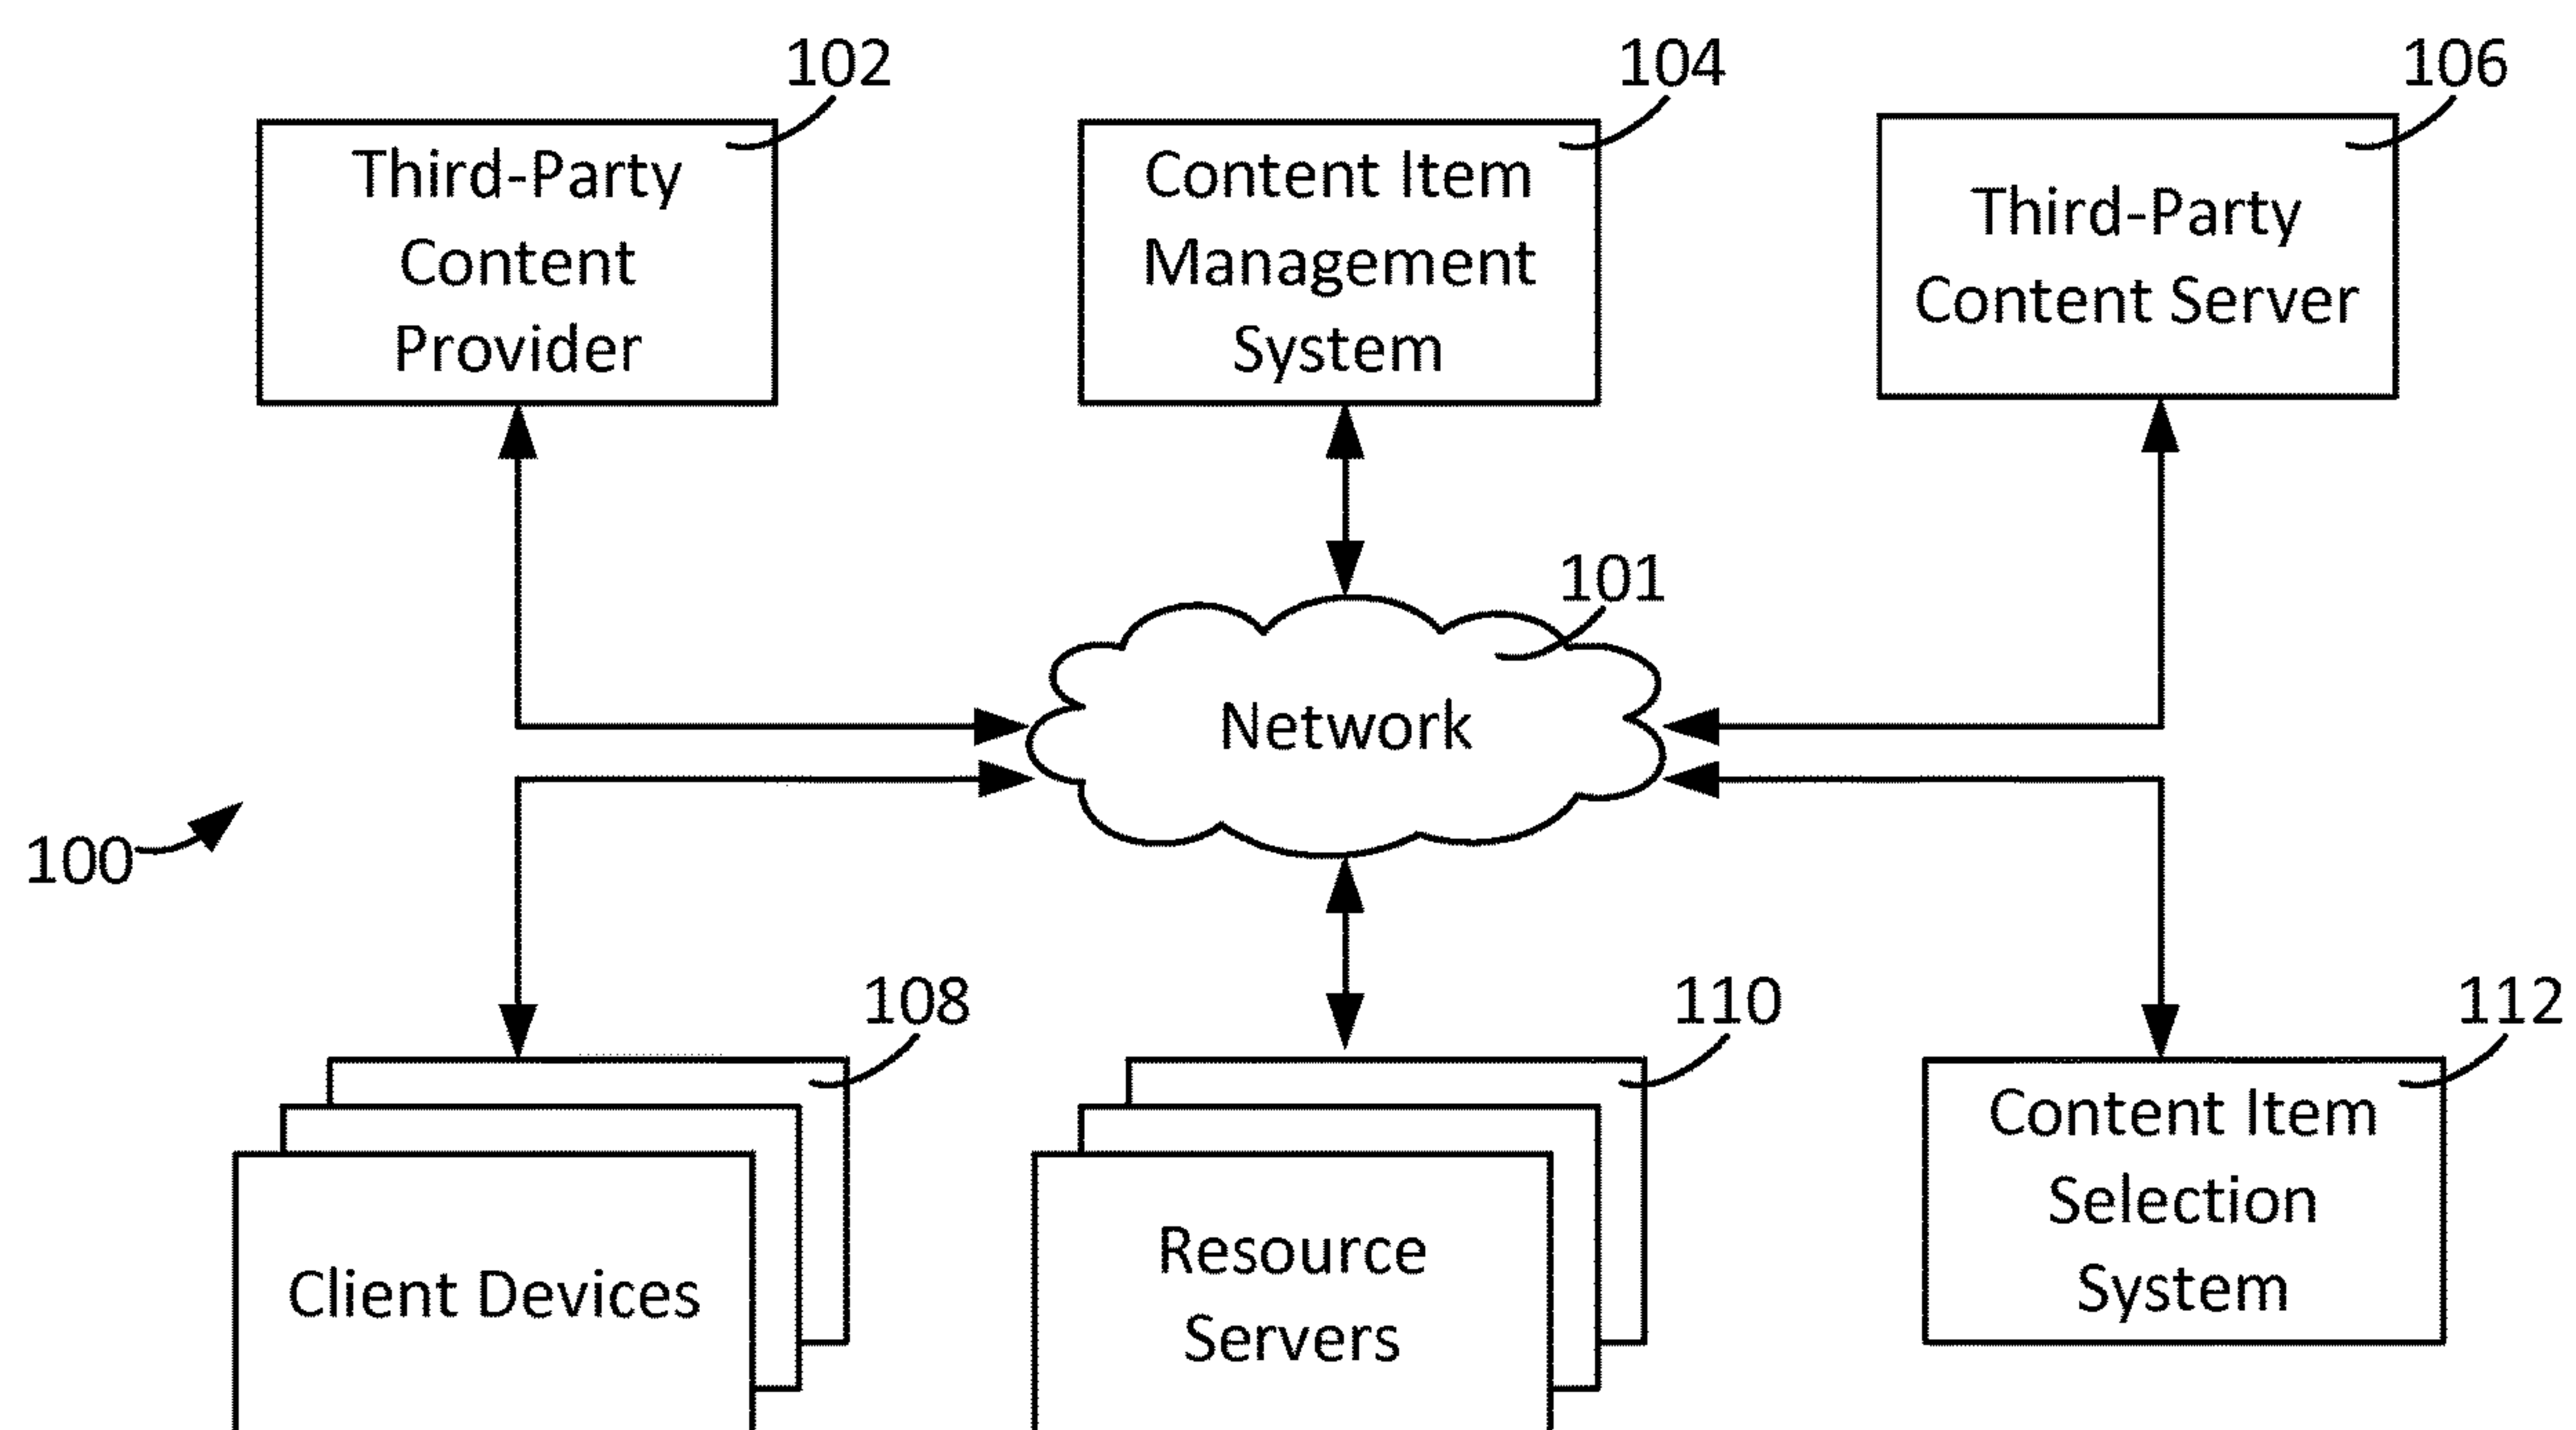 102
104
106
Third-Party
Content
Provider
Content Item
Management
System
Third-Party
Content Server
101
Network
100
108
110
112
Client Devices
Resource
Servers
Content Item
Selection
System